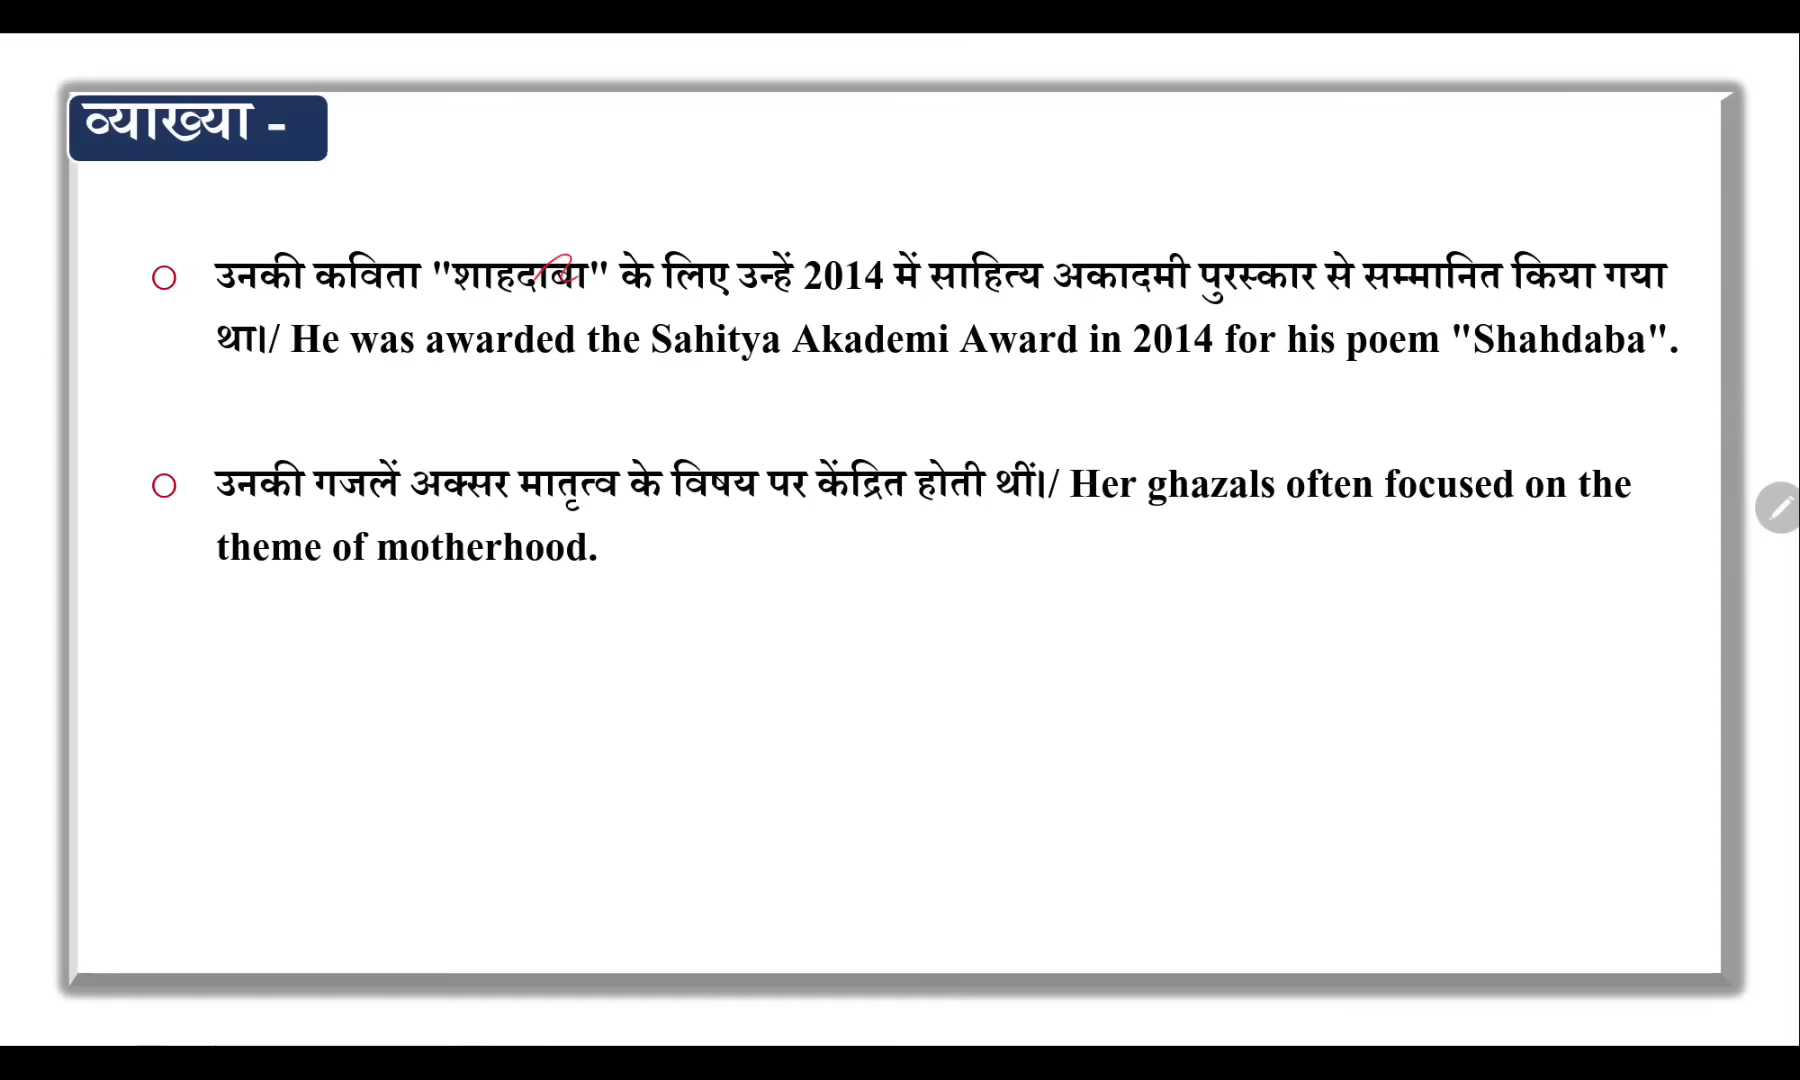 व्याख्या -
उनकी कविता "शाहदाबा" के लिए उन्हें 2014 में साहित्य अकादमी पुरस्कार से सम्मानित किया गया
था।/ He was awarded the Sahitya Akademi Award in 2014 for his poem "Shahdaba".
उनकी गजलें अक्सर मातृत्व के विषय पर केंद्रित होती थीं।/ Her ghazals often focused on the
theme of motherhood.